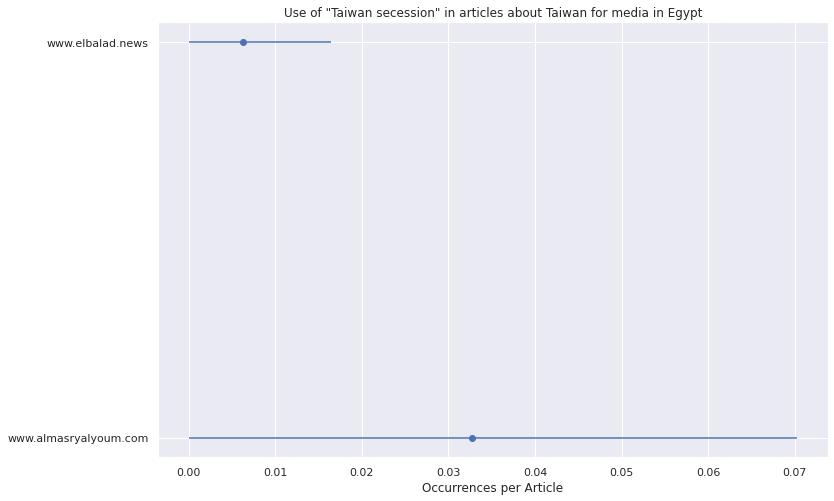 Use of "Taiwan secession" in articles about Taiwan for media in Egypt
www.elbalad.news
www.almasryalyoum.com
0.00 0.01 0.02 0.03 0.04 0.05 0.06 0.07
Occurrences per Article